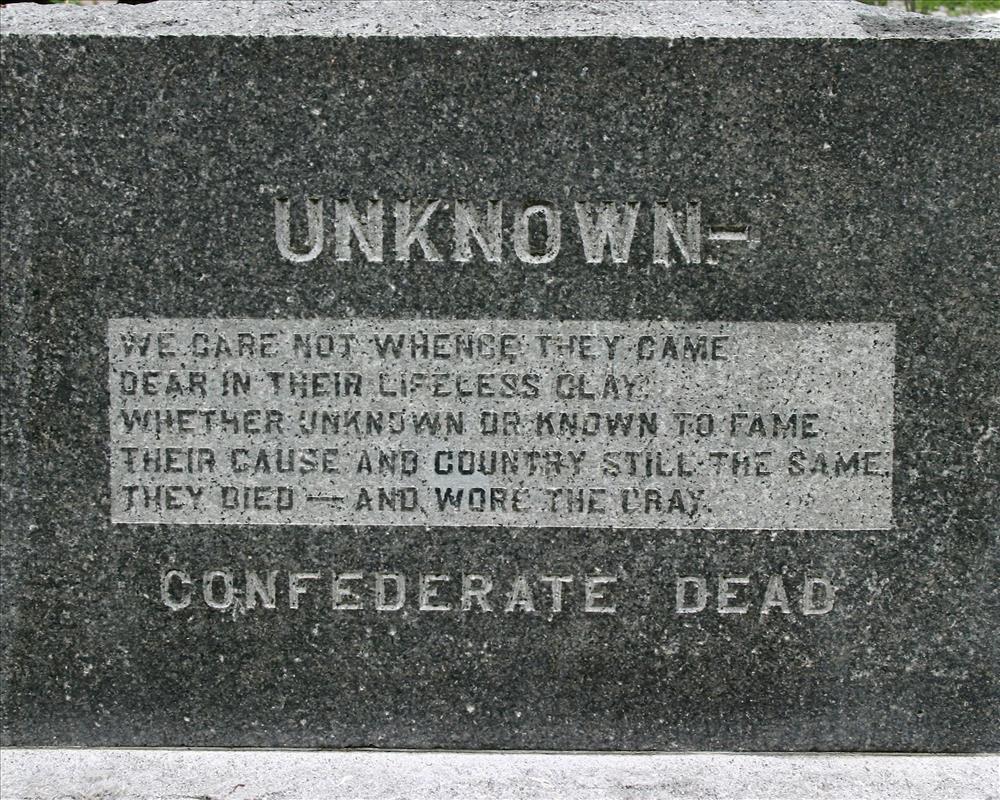 UNKNOWN-
WE CARE NOT WHENCE THEY CAME
DEAR IN THEIR LIFELESS CLAY.
WHETHER UNKNOWN OR KNOWN TO FAME
THEIR CAUSE AND COUNTRY STILL THE SAME.
THEY DIED — AND WORE THE GRAY.
CONFEDERATE DEAD